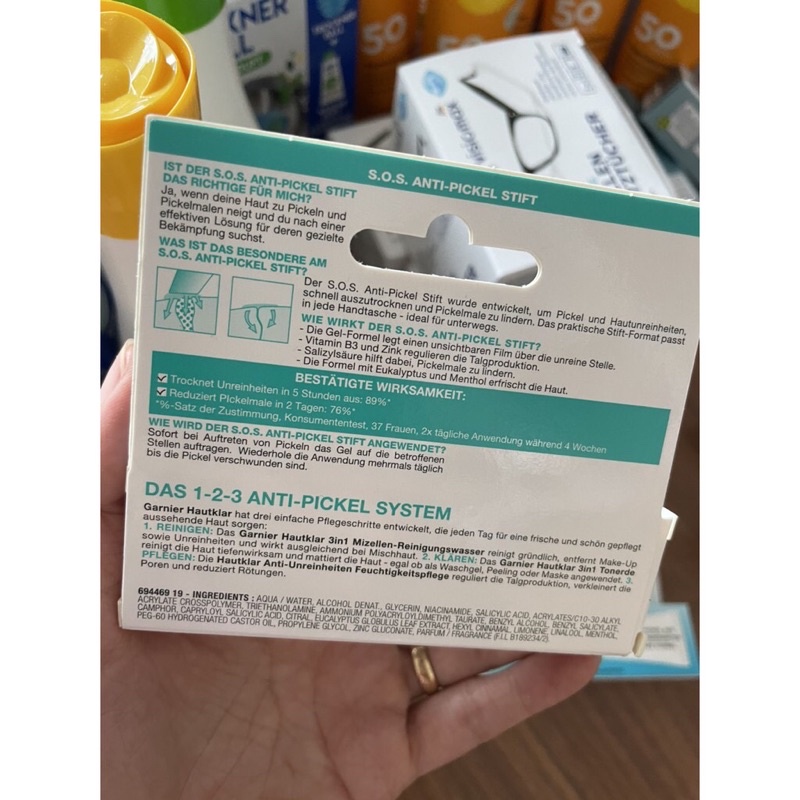 KNER
50
50
50
visiomax
S.O.S. ANTI-PICKEL STIFT
IST DER S.O.S. ANTI-PICKEL STIFT
DAS RICHTIGE FÜR MICH?
Ja, wenn deine Haut zu Pickeln und
Pickelmalen neigt und du nach einer
effektiven Lösung für deren gezielte
Bekämpfung suchst.
WAS IST DAS BESONDERE AM
S.O.S. ANTI-PICKEL STIFT?
Der S.O.S. Anti-Pickel Stift wurde entwickelt, um Pickel und Hautunreinheiten,
schnell auszutrocknen und Pickelmale zu lindern. Das praktische Stift-Format passt
in jede Handtasche - ideal für unterwegs.
WIE WIRKT DER S.O.S. ANTI-PICKEL STIFT?
- Die Gel-Formel legt einen unsichtbaren Film über die unreine Stelle.
- Vitamin B3 und Zink regulieren die Talgproduktion.
- Salizylsäure hilft dabei, Pickelmale zu lindern.
- Die Formel mit Eukalyptus und Menthol erfrischt die Haut.
BESTÄTIGTE WIRKSAMKEIT:
Trocknet Unreinheiten in 5 Stunden aus: 89%*
Reduziert Pickelmale in 2 Tagen: 76%*
*%-Satz der Zustimmung, Konsumententest, 37 Frauen, 2x tägliche Anwendung während 4 Wochen
WIE WIRD DER S.O.S. ANTI-PICKEL STIFT ANGEWENDET?
Sofort bei Auftreten von Pickeln das Gel auf die betroffenen
Stellen auftragen. Wiederhole die Anwendung mehrmals täglich
bis die Pickel verschwunden sind.
DAS 1-2-3 ANTI-PICKEL SYSTEM
Garnier Hautklar hat drei einfache Pflegeschritte entwickelt, die jeden Tag für eine frische und schön gepflegt
aussehende Haut sorgen:
1. REINIGEN: Das Garnier Hautklar 3in1 Mizellen-Reinigungswasser reinigt gründlich, entfernt Make-Up
sowie Unreinheiten und wirkt ausgleichend bei Mischhaut. 2. KLÄREN: Das Garnier Hautklar 3in1 Tonerde
reinigt die Haut tiefenwirksam und mattiert die Haut - egal ob als Waschgel, Peeling oder Maske angewendet. 3.
PFLEGEN: Die Hautklar Anti-Unreinheiten Feuchtigkeitspflege reguliert die Talgproduktion, verkleinert die
Poren und reduziert Rötungen.
694469 19 - INGREDIENTS : AQUA / WATER, ALCOHOL DENAT., GLYCERIN, NIACINAMIDE, SALICYLIC ACID, ACRYLATES/C10-30 ALKYL
ACRYLATE CROSSPOLYMER, TRIETHANOLAMINE, AMMONIUM POLYACRYLOYLDIMETHYL TAURATE, BENZYL ALCOHOL, BENZYL SALICYLATE,
CAMPHOR, CAPRYLOYL SALICYLIC ACID, CITRAL, EUCALYPTUS GLOBULUS LEAF EXTRACT, HEXYL CINNAMAL, LIMONENE, LINALOOL, MENTHOL,
PEG-60 HYDROGENATED CASTOR OIL, PROPYLENE GLYCOL, ZINC GLUCONATE, PARFUM / FRAGRANCE (F.I.L B189234/2).